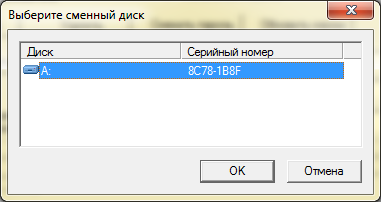 Выберите сменный диск
Диск Серийный номер
A: 8C78-1B8F
OK Отмена